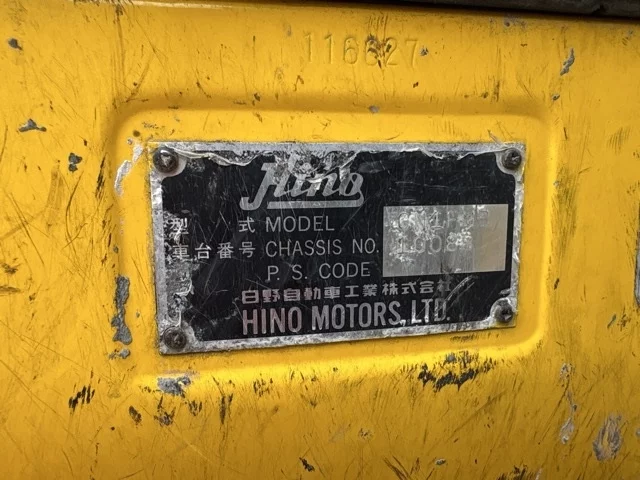 116627
Hino
型式 MODEL
車台番号 CHASSIS NO.
P. S. CODE
日野自動車工業株式会社
HINO MOTORS, LTD.